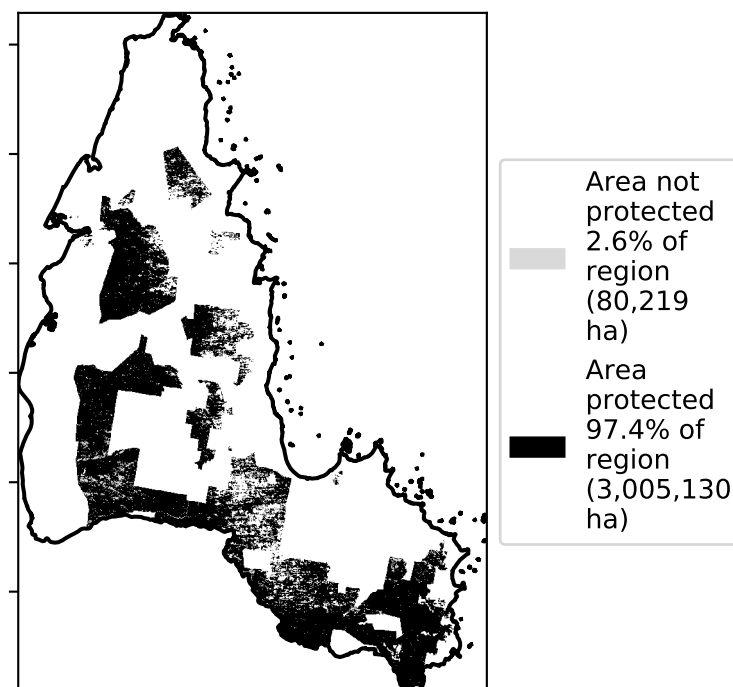 Area not
protected
2.6% of
region
(80,219
ha)
Area
protected
97.4% of
region
(3,005,130
ha)